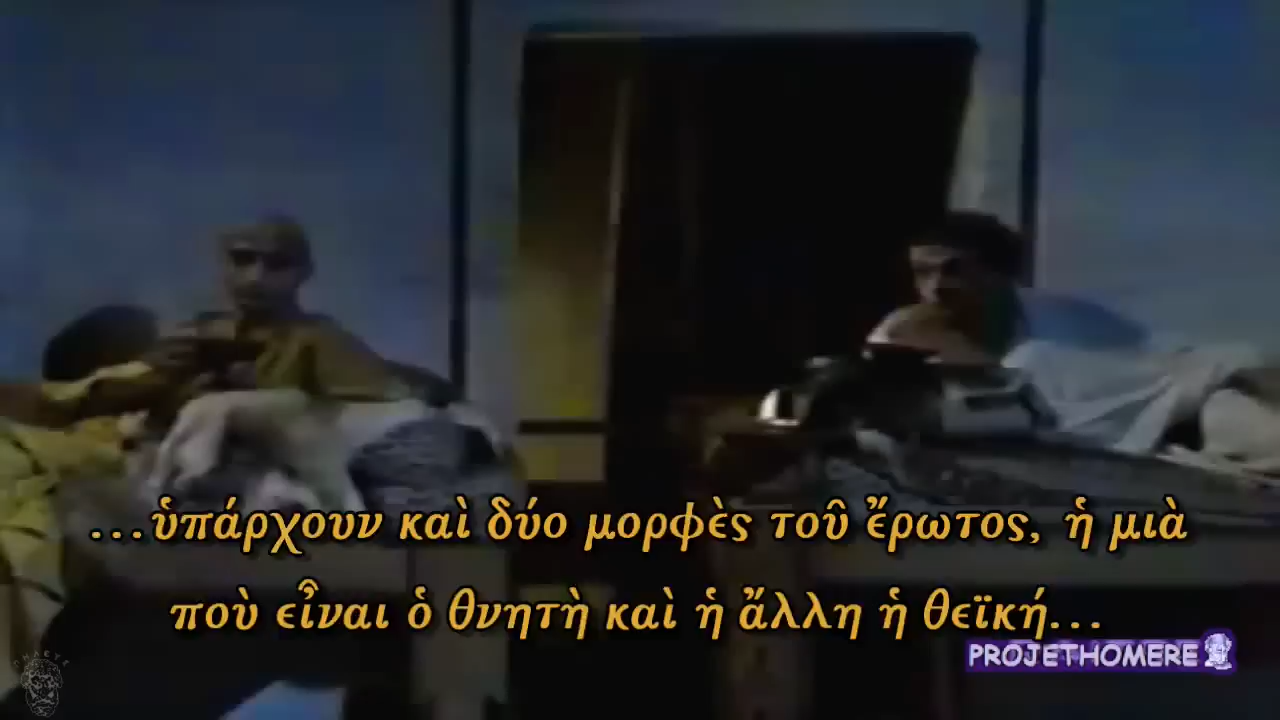 ...ὑπάρχουν καὶ δύο μορφὲς τοῦ ἔρωτος, ἡ μιὰ
ποὺ εἶναι ὁ θνητὴ καὶ ἡ ἄλλη ἡ θεϊκή...
PROJETHOMERE